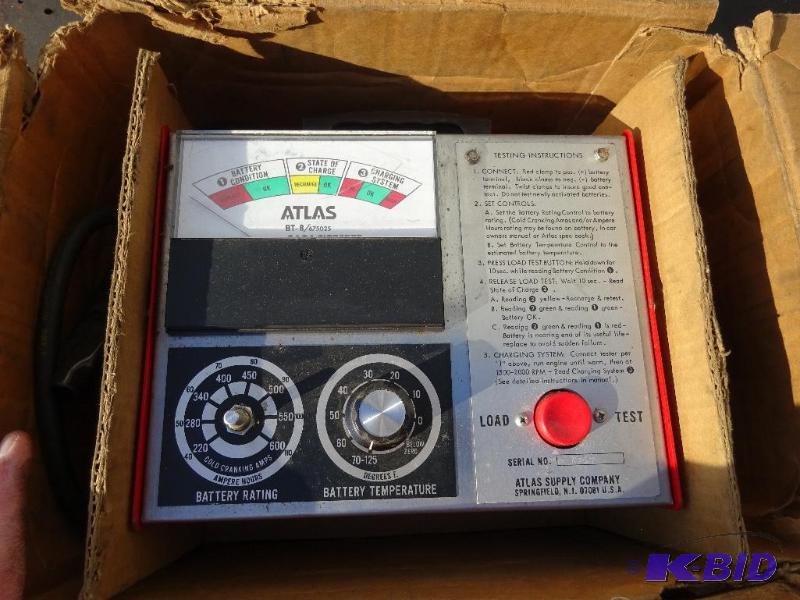 1 BATTERY CONDITION
OK
2 STATE OF CHARGE
RECHARGE OK
3 CHARGING SYSTEM
OK
ATLAS
BT-8/675025
TESTING INSTRUCTIONS
1. CONNECT: Red clamp to pos. (+) battery
terminal, black clamp to neg. (-) battery
terminal. Twist clamps to insure good con-
tact. Do not test newly activated batteries.
2. SET CONTROLS:
A. Set the Battery Rating Control to battery
rating. (Cold Cranking Amps and/or Ampere
Hours rating may be found on battery, in car
owners manual or Atlas spec book.)
B. Set Battery Temperature Control to the
estimated battery temperature.
3. PRESS LOAD TEST BUTTON: Hold down for
10 sec. while reading Battery Condition 1.
4. RELEASE LOAD TEST: Wait 10 sec. - Read
State of Charge 2.
A. Reading 2 yellow - Recharge & retest.
B. Reading 2 green & reading 1 green -
Battery OK.
C. Reading 2 green & reading 1 is red -
Battery is nearing end of its useful life -
replace to avoid sudden failure.
5. CHARGING SYSTEM: Connect tester per
"1" above, run engine until warm, then at
1500-2000 RPM - Read Charging System 3
(See detailed instructions in manual.)
LOAD TEST
SERIAL NO.
ATLAS SUPPLY COMPANY
SPRINGFIELD, N.J. 07081 U.S.A.
40 50 60 70 80 90 100 80
220 280 340 400 450 500 550 600
COLD CRANKING AMPS
AMPERE HOURS
BATTERY RATING
70-125 60 50 40 30 20 10 0 BELOW ZERO
DEGREES F.
BATTERY TEMPERATURE
K-BID